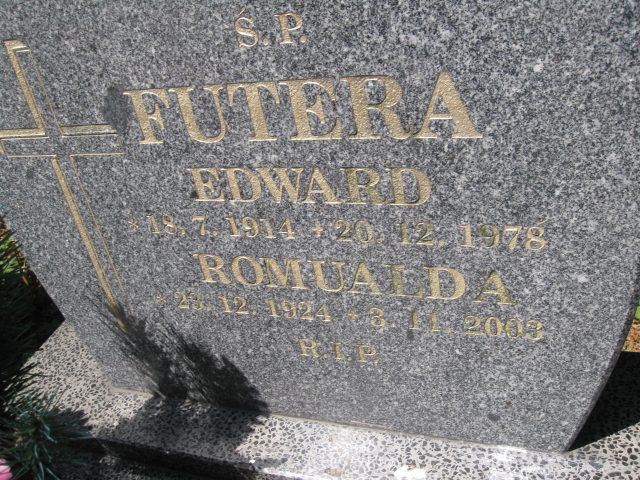 Ś.P.
FUTERA
EDWARD
* 18.7.1914 + 20.12.1978
ROMUALDA
* 23.12.1924 + 3.11.2003
R.I.P.